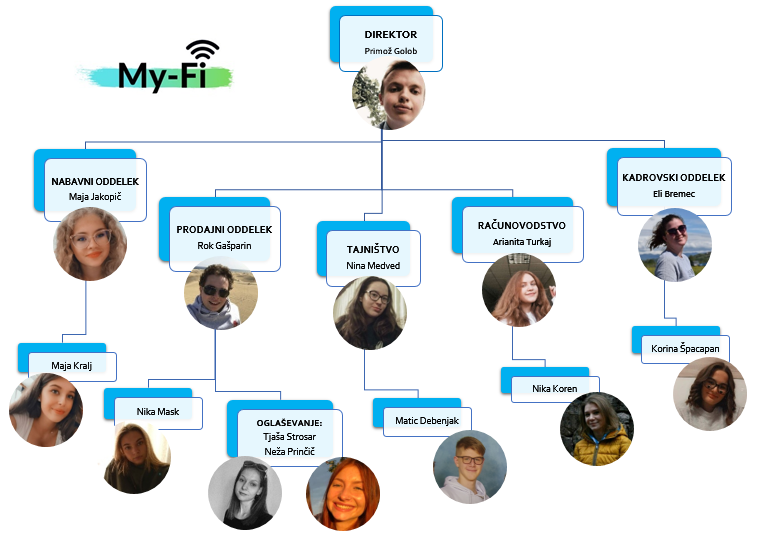 DIREKTOR
Primož Golob
My-Fi
NABAVNI ODDELEK
Maja Jakopič
KADROVSKI ODDELEK
Eli Bremec
PRODAJNI ODDELEK
Rok Gašparin
TAJNIŠTVO
Nina Medved
RAČUNOVODSTVO
Arianita Turkaj
Maja Kralj
Korina Špacapan
Nika Mask
OGLAŠEVANJE:
Tjaša Strosar
Neža Prinčič
Matic Debenjak
Nika Koren